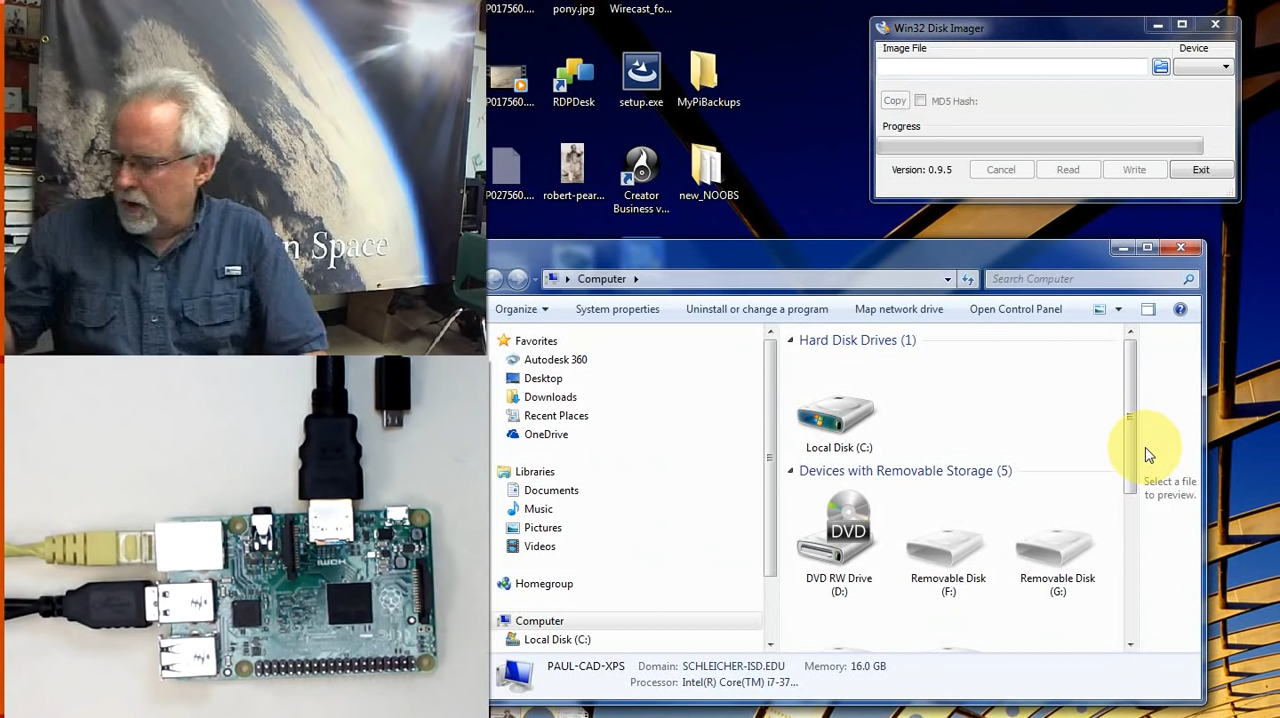 n Space
HDMI
P017560....
pony.jpg
Wirecast_fo...
P017560....
RDPDesk
setup.exe
MyPiBackups
P027560....
robert-pear...
Creator
Business v...
new_NOOBS
Win32 Disk Imager
Image File
Device
Copy
MD5 Hash:
Progress
Version: 0.9.5
Cancel
Read
Write
Exit
Computer
Search Computer
Organize
System properties
Uninstall or change a program
Map network drive
Open Control Panel
Favorites
Autodesk 360
Desktop
Downloads
Recent Places
OneDrive
Libraries
Documents
Music
Pictures
Videos
Homegroup
Computer
Local Disk (C:)
Hard Disk Drives (1)
Local Disk (C:)
Devices with Removable Storage (5)
DVD
DVD RW Drive
(D:)
Removable Disk
(F:)
Removable Disk
(G:)
Select a file
to preview.
PAUL-CAD-XPS
Domain: SCHLEICHER-ISD.EDU
Memory: 16.0 GB
Processor: Intel(R) Core(TM) i7-37...